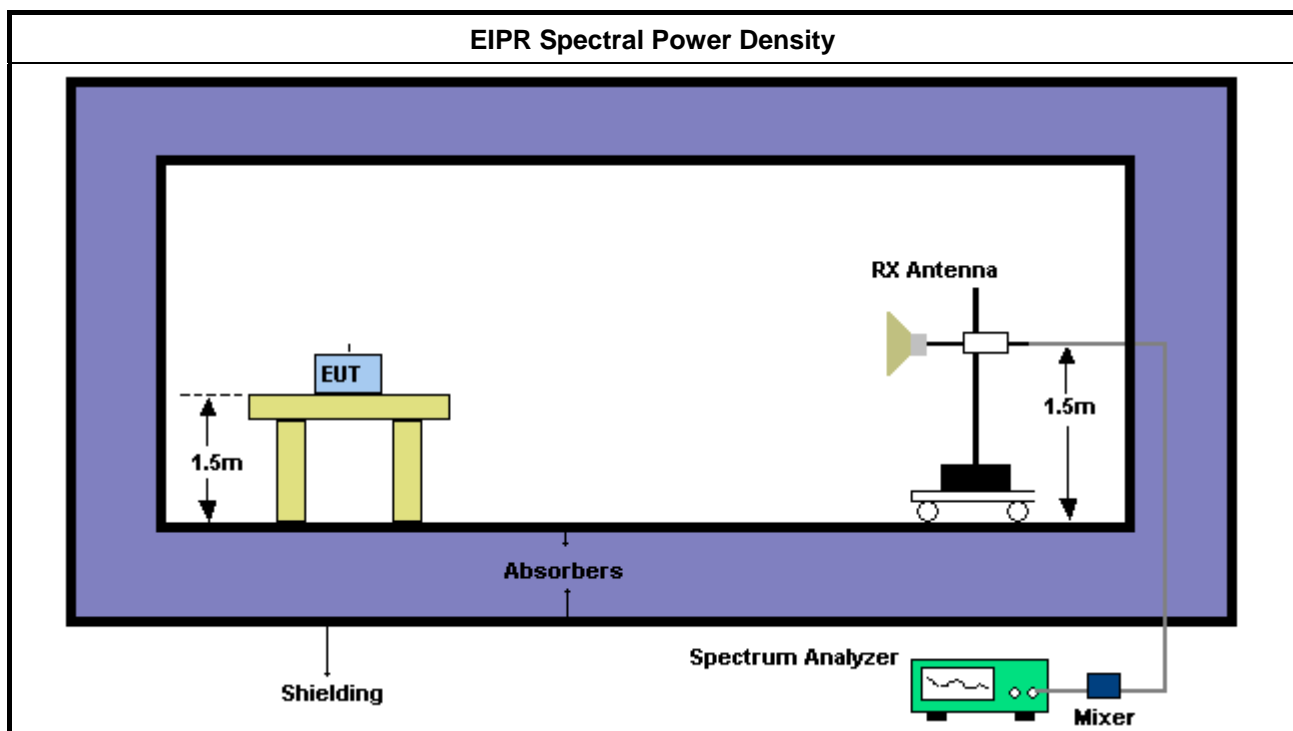 EIPR Spectral Power Density
RX Antenna
EUT
1.5m
1.5m
Absorbers
Spectrum Analyzer
Shielding
Mixer